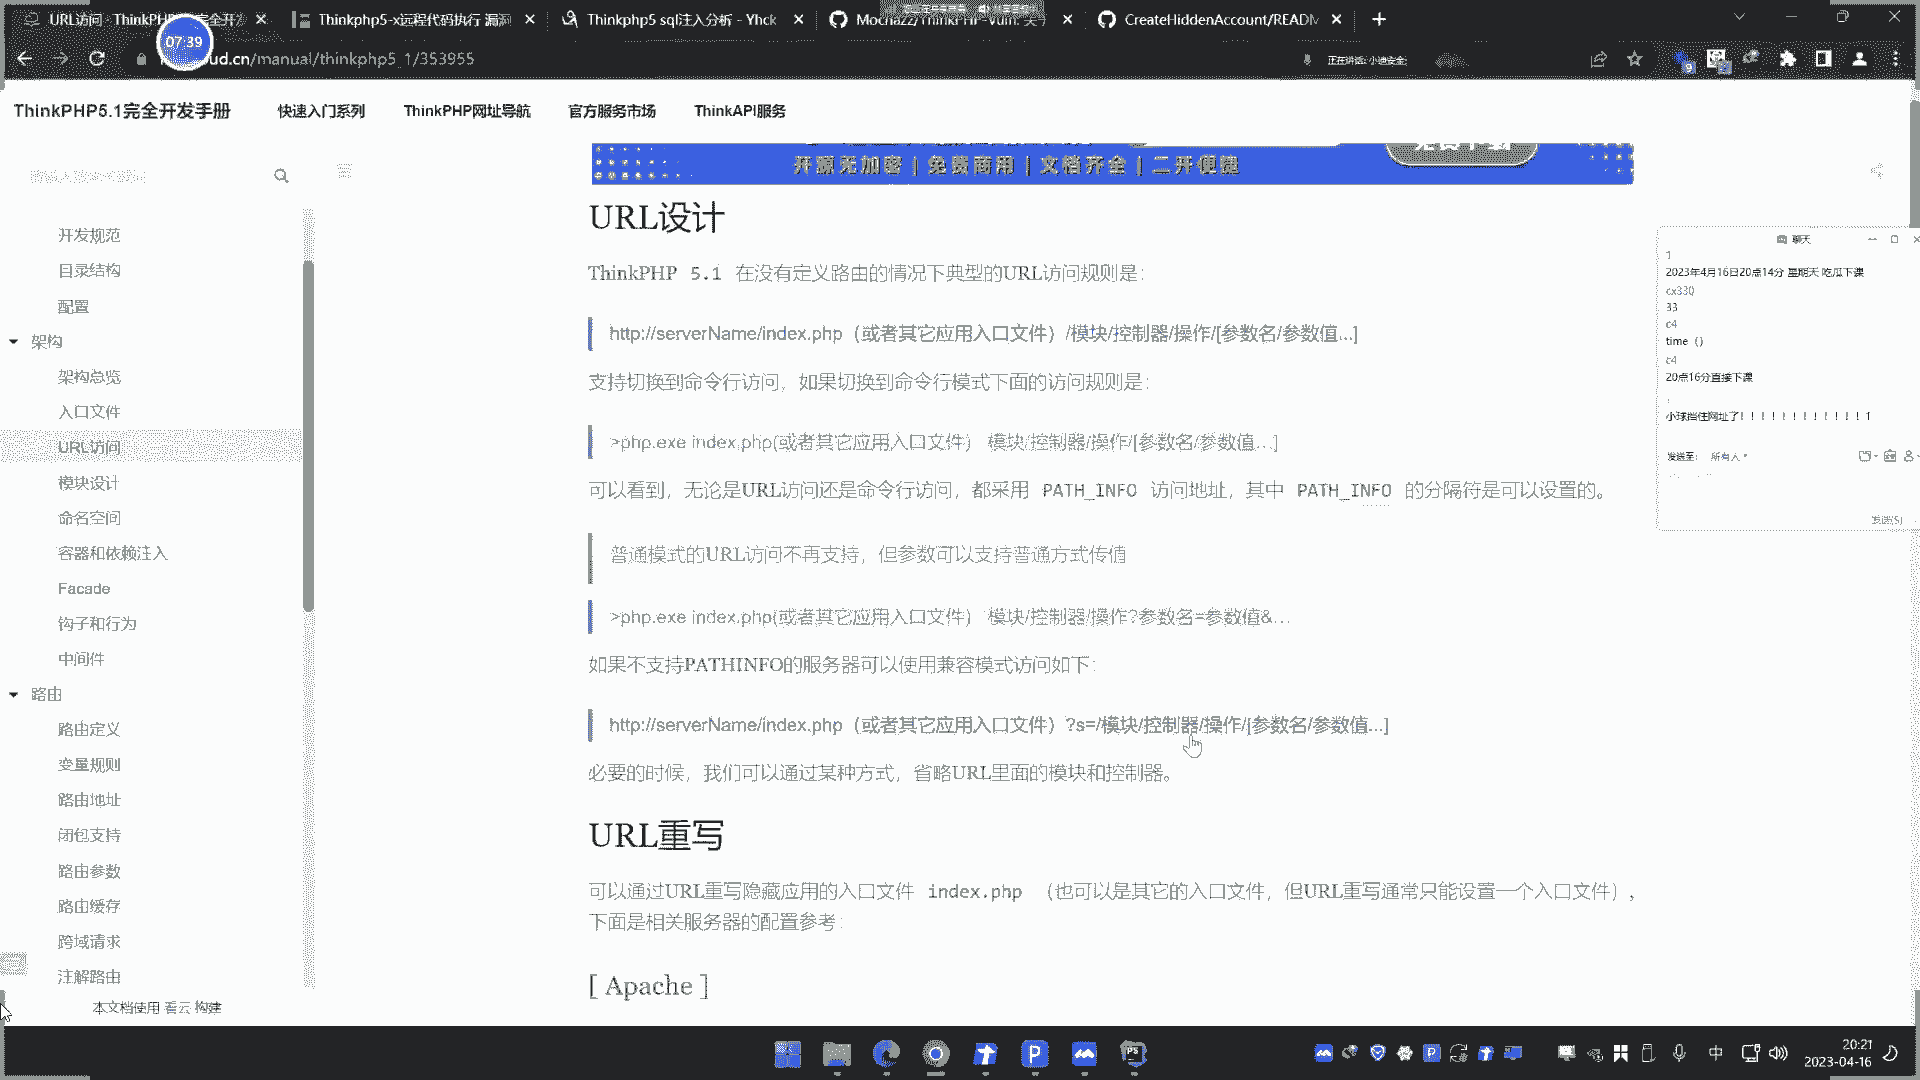 URL访问 - ThinkPHP
Thinkphp5-x远程代码执行 漏
Thinkphp5 sql注入分析 - Yhck
CreateHiddenAccount/READM
07:39
ud.cn/manual/thinkphp5_1/353955
正在讲话: 小迪安全;
ThinkPHP5.1完全开发手册
快速入门系列
ThinkPHP网址导航
官方服务市场
ThinkAPI服务
开源无加密 | 免费商用 | 文档齐全 | 二开便捷
开发规范
目录结构
配置
架构
架构总览
入口文件
URL访问
模块设计
命名空间
容器和依赖注入
Facade
钩子和行为
中间件
路由
路由定义
变量规则
路由地址
闭包支持
路由参数
路由缓存
跨域请求
注解路由
本文档使用 看云 构建
URL设计
ThinkPHP 5.1 在没有定义路由的情况下典型的URL访问规则是：
http://serverName/index.php（或者其它应用入口文件）/模块/控制器/操作/[参数名/参数值...]
支持切换到命令行访问，如果切换到命令行模式下面的访问规则是：
>php.exe index.php(或者其它应用入口文件） 模块/控制器/操作/[参数名/参数值...]
可以看到，无论是URL访问还是命令行访问，都采用 PATH_INFO 访问地址，其中 PATH_INFO 的分隔符是可以设置的。
普通模式的URL访问不再支持，但参数可以支持普通方式传值
>php.exe index.php(或者其它应用入口文件） 模块/控制器/操作?参数名=参数值&...
如果不支持PATHINFO的服务器可以使用兼容模式访问如下：
http://serverName/index.php（或者其它应用入口文件）?s=/模块/控制器/操作/[参数名/参数值...]
必要的时候，我们可以通过某种方式，省略URL里面的模块和控制器。
URL重写
可以通过URL重写隐藏应用的入口文件 index.php （也可以是其它的入口文件，但URL重写通常只能设置一个入口文件），
下面是相关服务器的配置参考：
[ Apache ]
聊天
1
2023年4月16日20点14分 星期天 吃瓜下课
cx330
33
c4
time（）
c4
20点16分直接下课
小球挡住网址了！！！！！！！！！！！！1
发送至： 所有人
发送(S)
中
20:21
2023-04-16